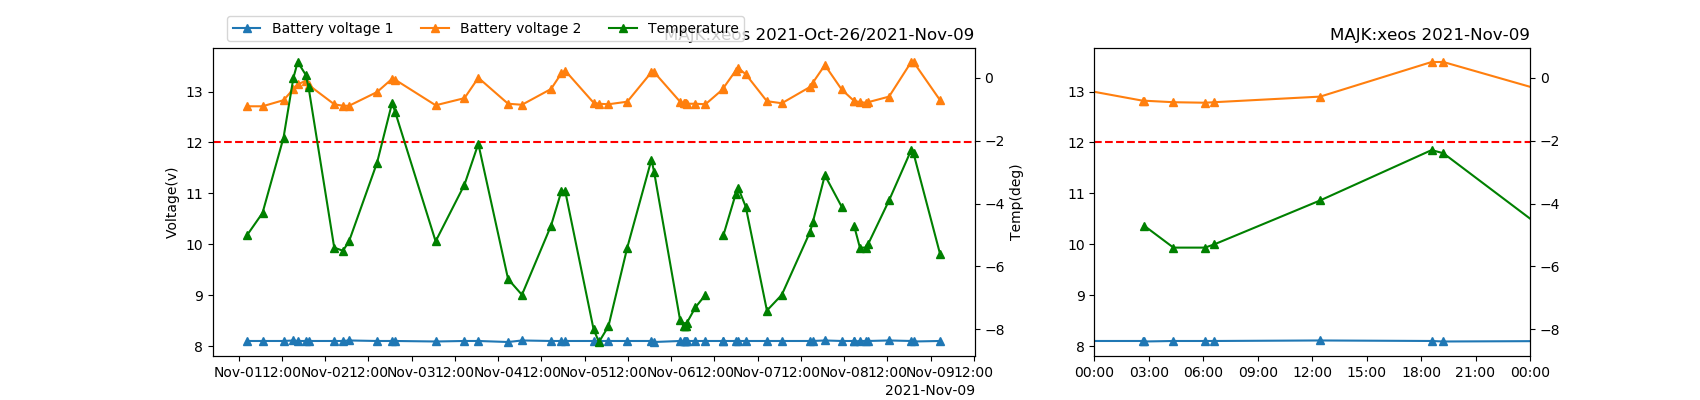 Battery voltage 1 Battery voltage 2 Temperature
MAJK:xeos 2021-Oct-26/2021-Nov-09
MAJK:xeos 2021-Nov-09
Voltage(v)
13
12
11
10
9
8
0
−2
−4
−6
−8
Temp(deg)
Nov-01 12:00 Nov-02 12:00 Nov-03 12:00 Nov-04 12:00 Nov-05 12:00 Nov-06 12:00 Nov-07 12:00 Nov-08 12:00 Nov-09 12:00
2021-Nov-09
13
12
11
10
9
8
0
−2
−4
−6
−8
00:00 03:00 06:00 09:00 12:00 15:00 18:00 21:00 00:00